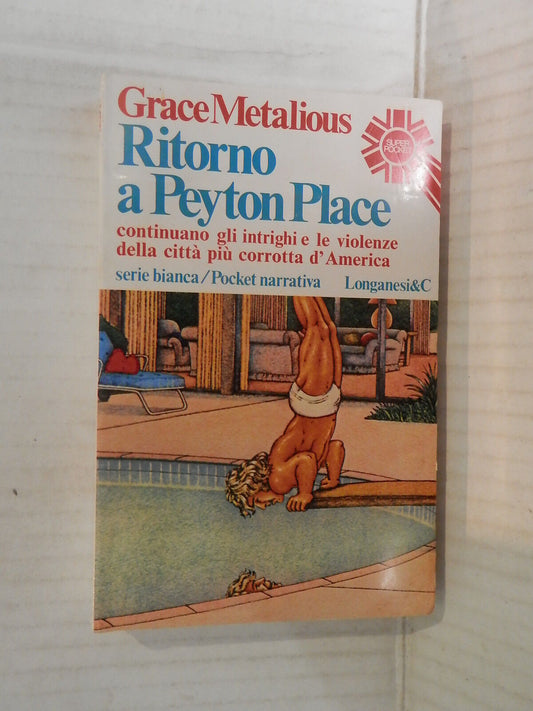 Grace Metalious
SUPER
POCKET
Ritorno
a Peyton Place
continuano gli intrighi e le violenze
della città più corrotta d'America
serie bianca/Pocket narrativa Longanesi&C